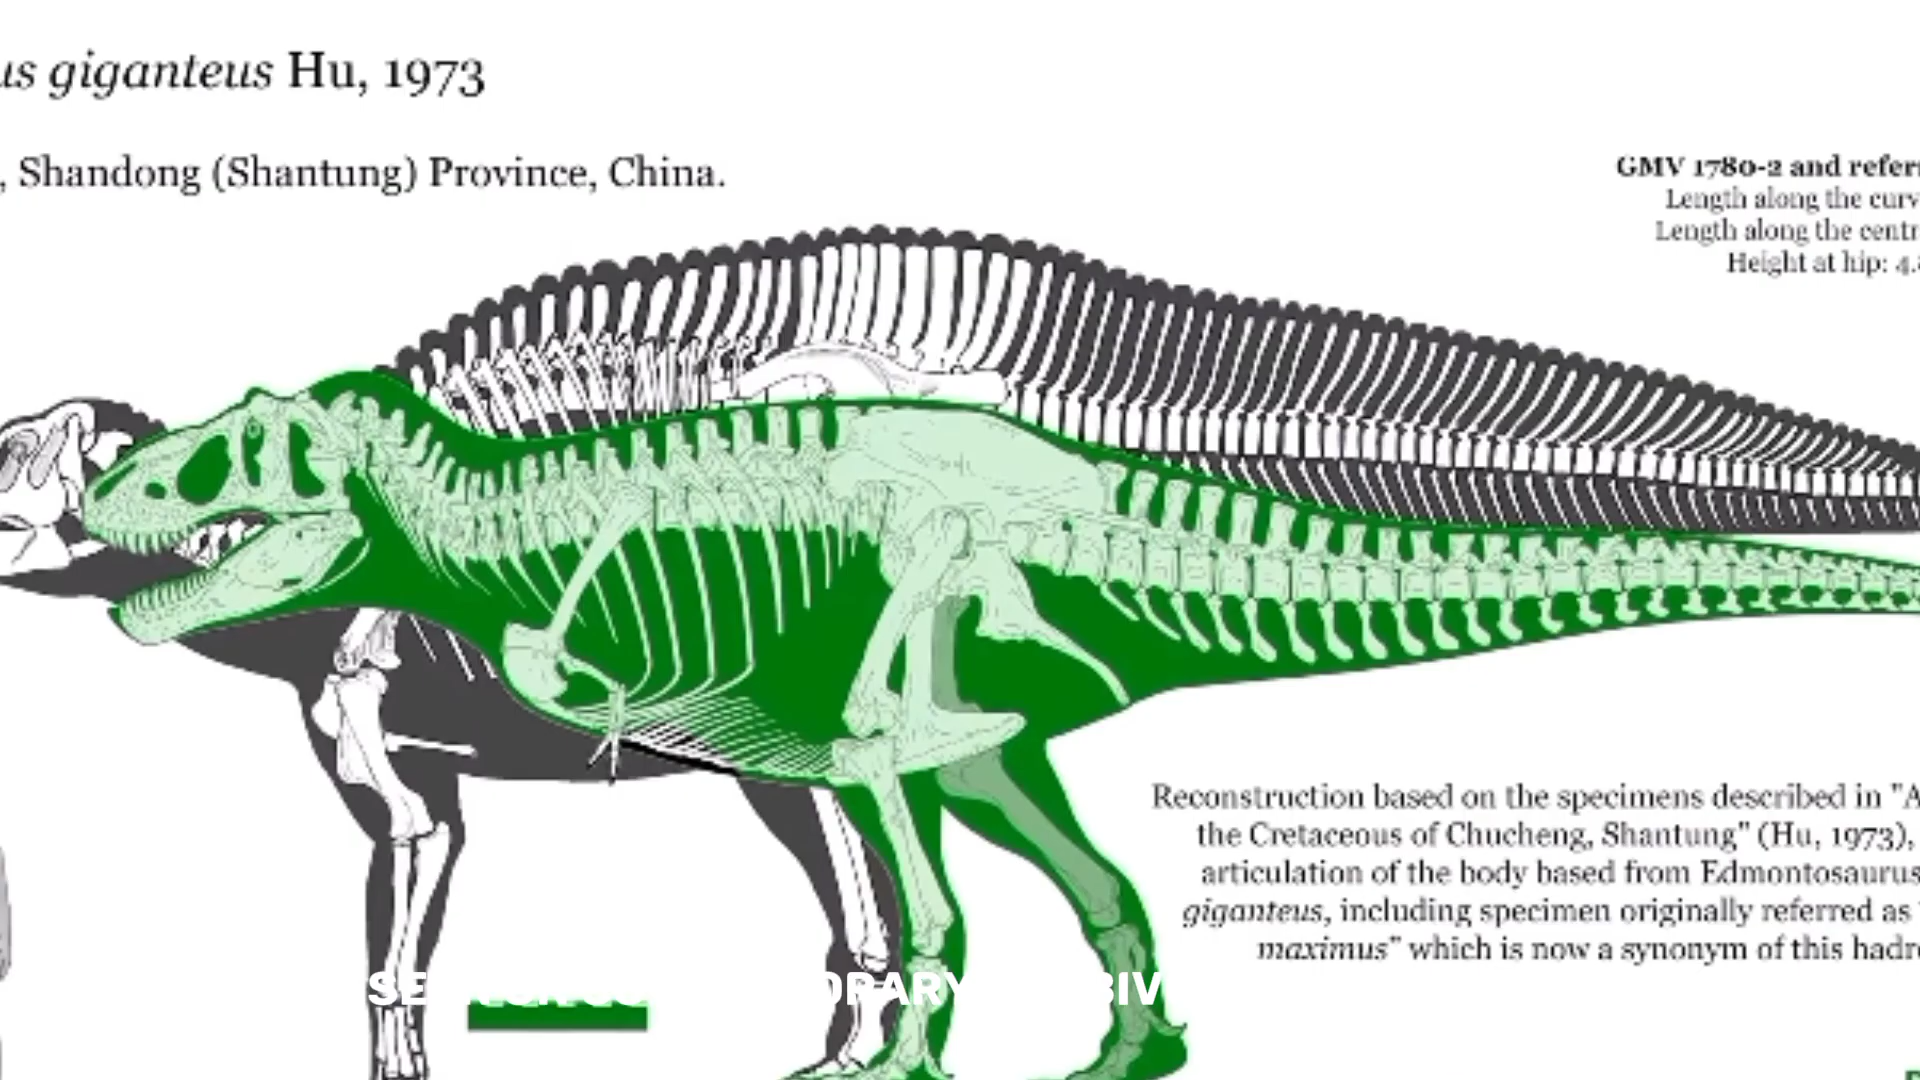 us giganteus Hu, 1973
, Shandong (Shantung) Province, China.
GMV 1780-2 and refer
Length along the curv
Length along the centr
Height at hip: 4.
Reconstruction based on the specimens described in "A
the Cretaceous of Chucheng, Shantung" (Hu, 1973),
articulation of the body based from Edmontosaurus
giganteus, including specimen originally referred as
maximus" which is now a synonym of this hadr